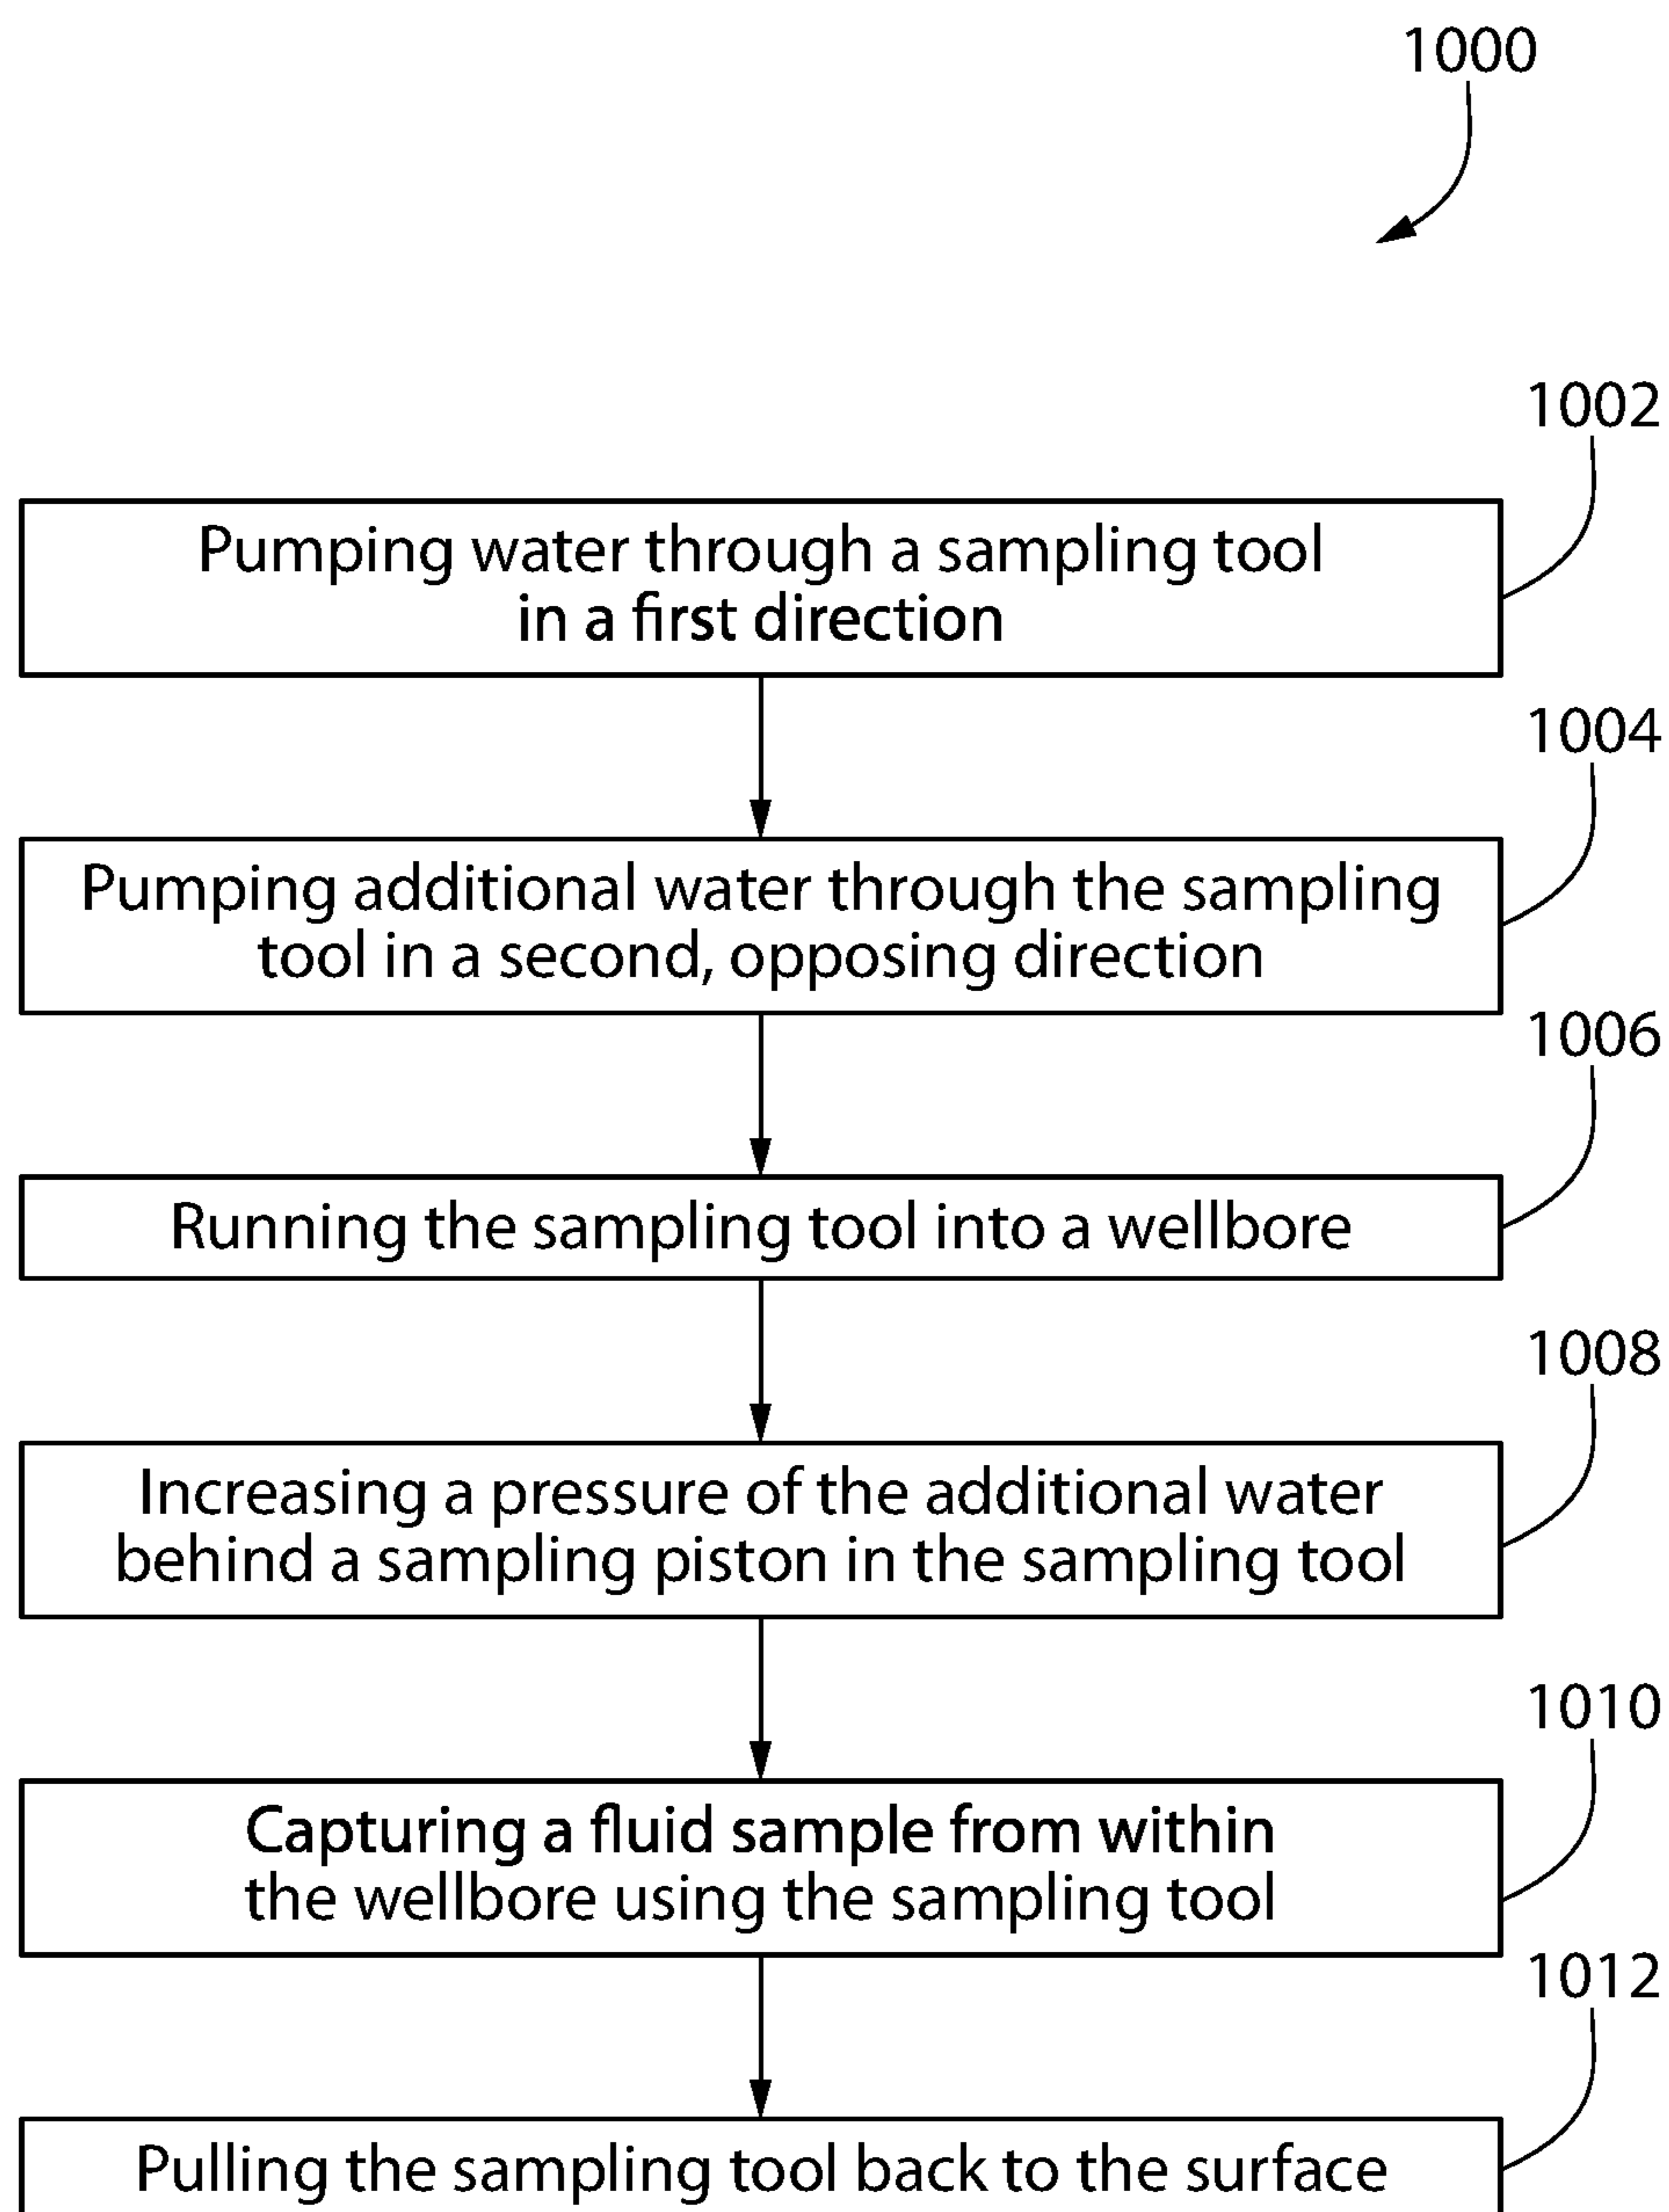 1000
1002
Pumping water through a sampling tool
in a first direction
1004
Pumping additional water through the sampling
tool in a second, opposing direction
1006
Running the sampling tool into a wellbore
1008
Increasing a pressure of the additional water
behind a sampling piston in the sampling tool
1010
Capturing a fluid sample from within
the wellbore using the sampling tool
1012
Pulling the sampling tool back to the surface